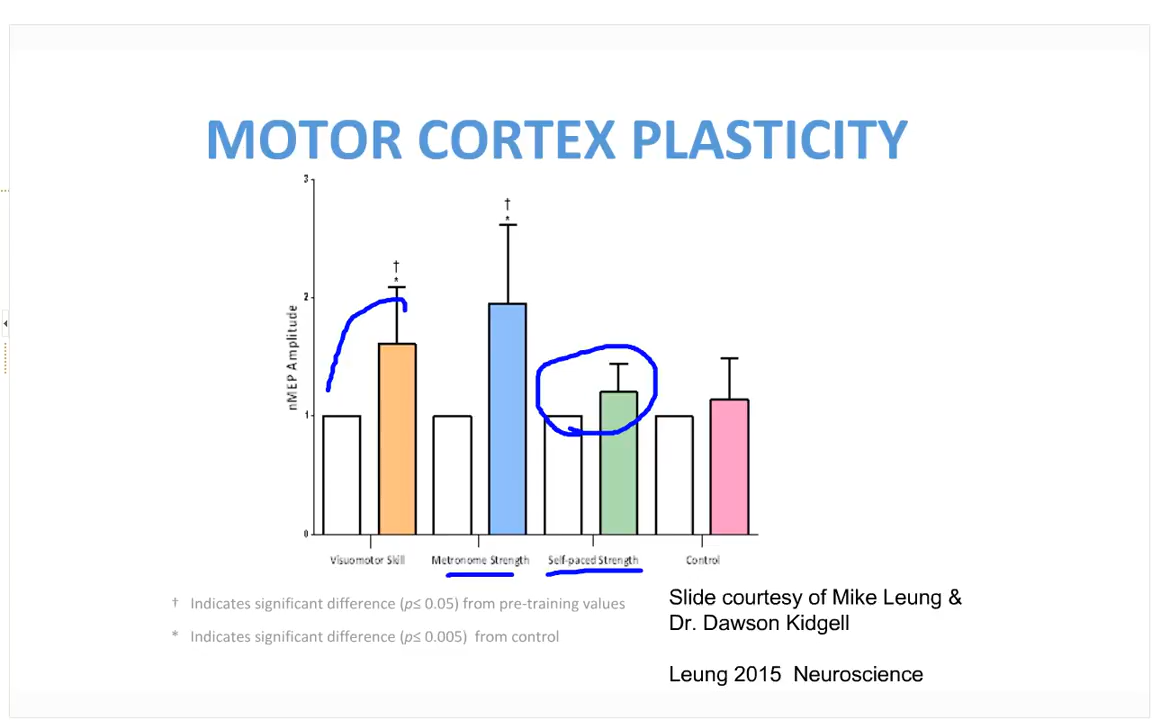 MOTOR CORTEX PLASTICITY
3
†
*
†
*
2
nMEP Amplitude
1
0
Visuomotor Skill Metronome Strength Self-paced Strength Control
† Indicates significant difference (p≤ 0.05) from pre-training values
* Indicates significant difference (p≤ 0.005) from control
Slide courtesy of Mike Leung &
Dr. Dawson Kidgell
Leung 2015 Neuroscience